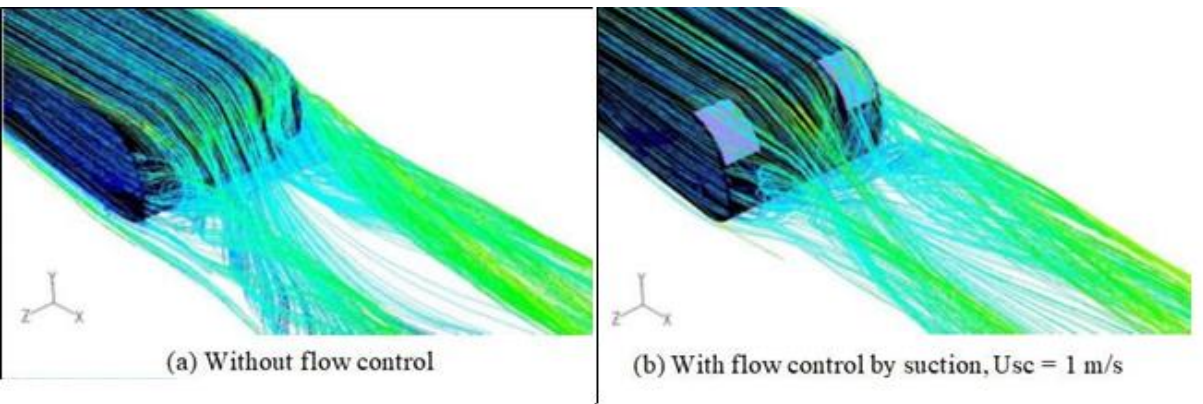 Y
Z X
(a) Without flow control
Y
Z X
(b) With flow control by suction, Usc = 1 m/s